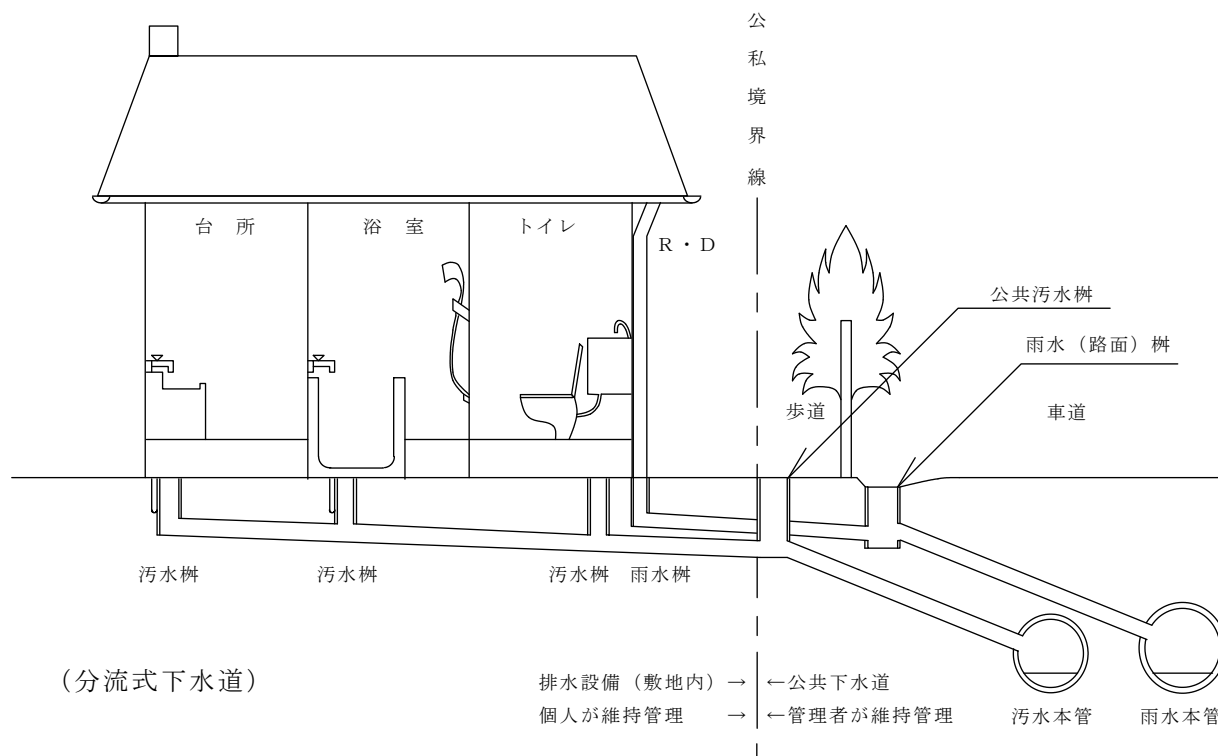 公私境界線
台所
浴室
トイレ
R・D
公共汚水桝
雨水（路面）桝
歩道
車道
汚水桝
汚水桝
汚水桝
雨水桝
（分流式下水道）
排水設備（敷地内）→
←公共下水道
個人が維持管理 →
←管理者が維持管理
汚水本管
雨水本管